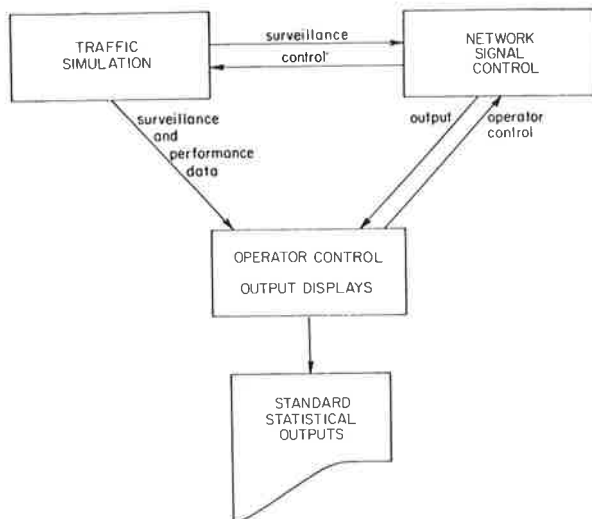 TRAFFIC
SIMULATION
surveillance
control
NETWORK
SIGNAL
CONTROL
surveillance
and
performance
data
output
operator
control
OPERATOR CONTROL
OUTPUT DISPLAYS
STANDARD
STATISTICAL
OUTPUTS